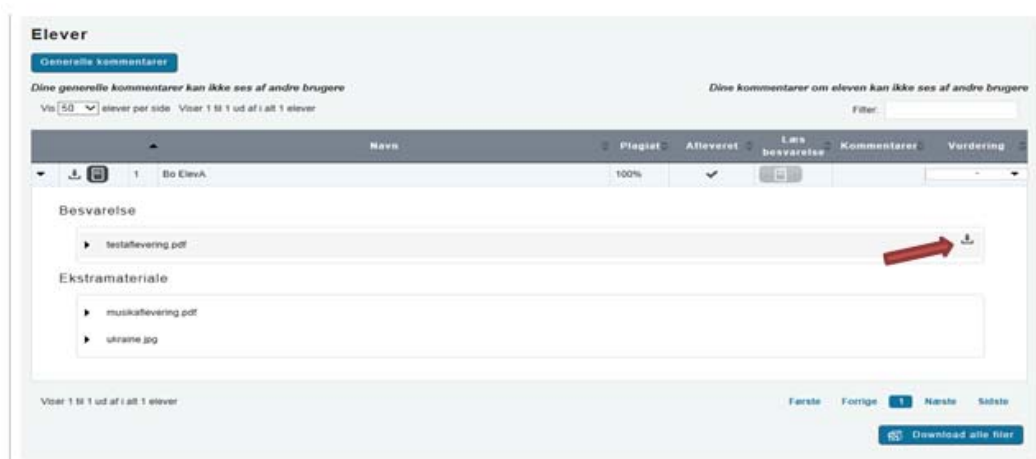 Elever
Generelle kommentarer
Dine generelle kommentarer kan ikke ses af andre brugere
Dine kommentarer om eleven kan ikke ses af andre brugere
Vis 50 elever per side Viser 1 til 1 ud af i alt 1 elever
Filter:
Navn Plagiat Afleveret Læs besvarelse Kommentarer Vurdering
1 Bo ElevA 100% -
Besvarelse
testaflevering.pdf
Ekstramateriale
musikaflevering.pdf
ukraine.jpg
Viser 1 til 1 ud af i alt 1 elever
Første Forrige 1 Næste Sidste
Download alle filer